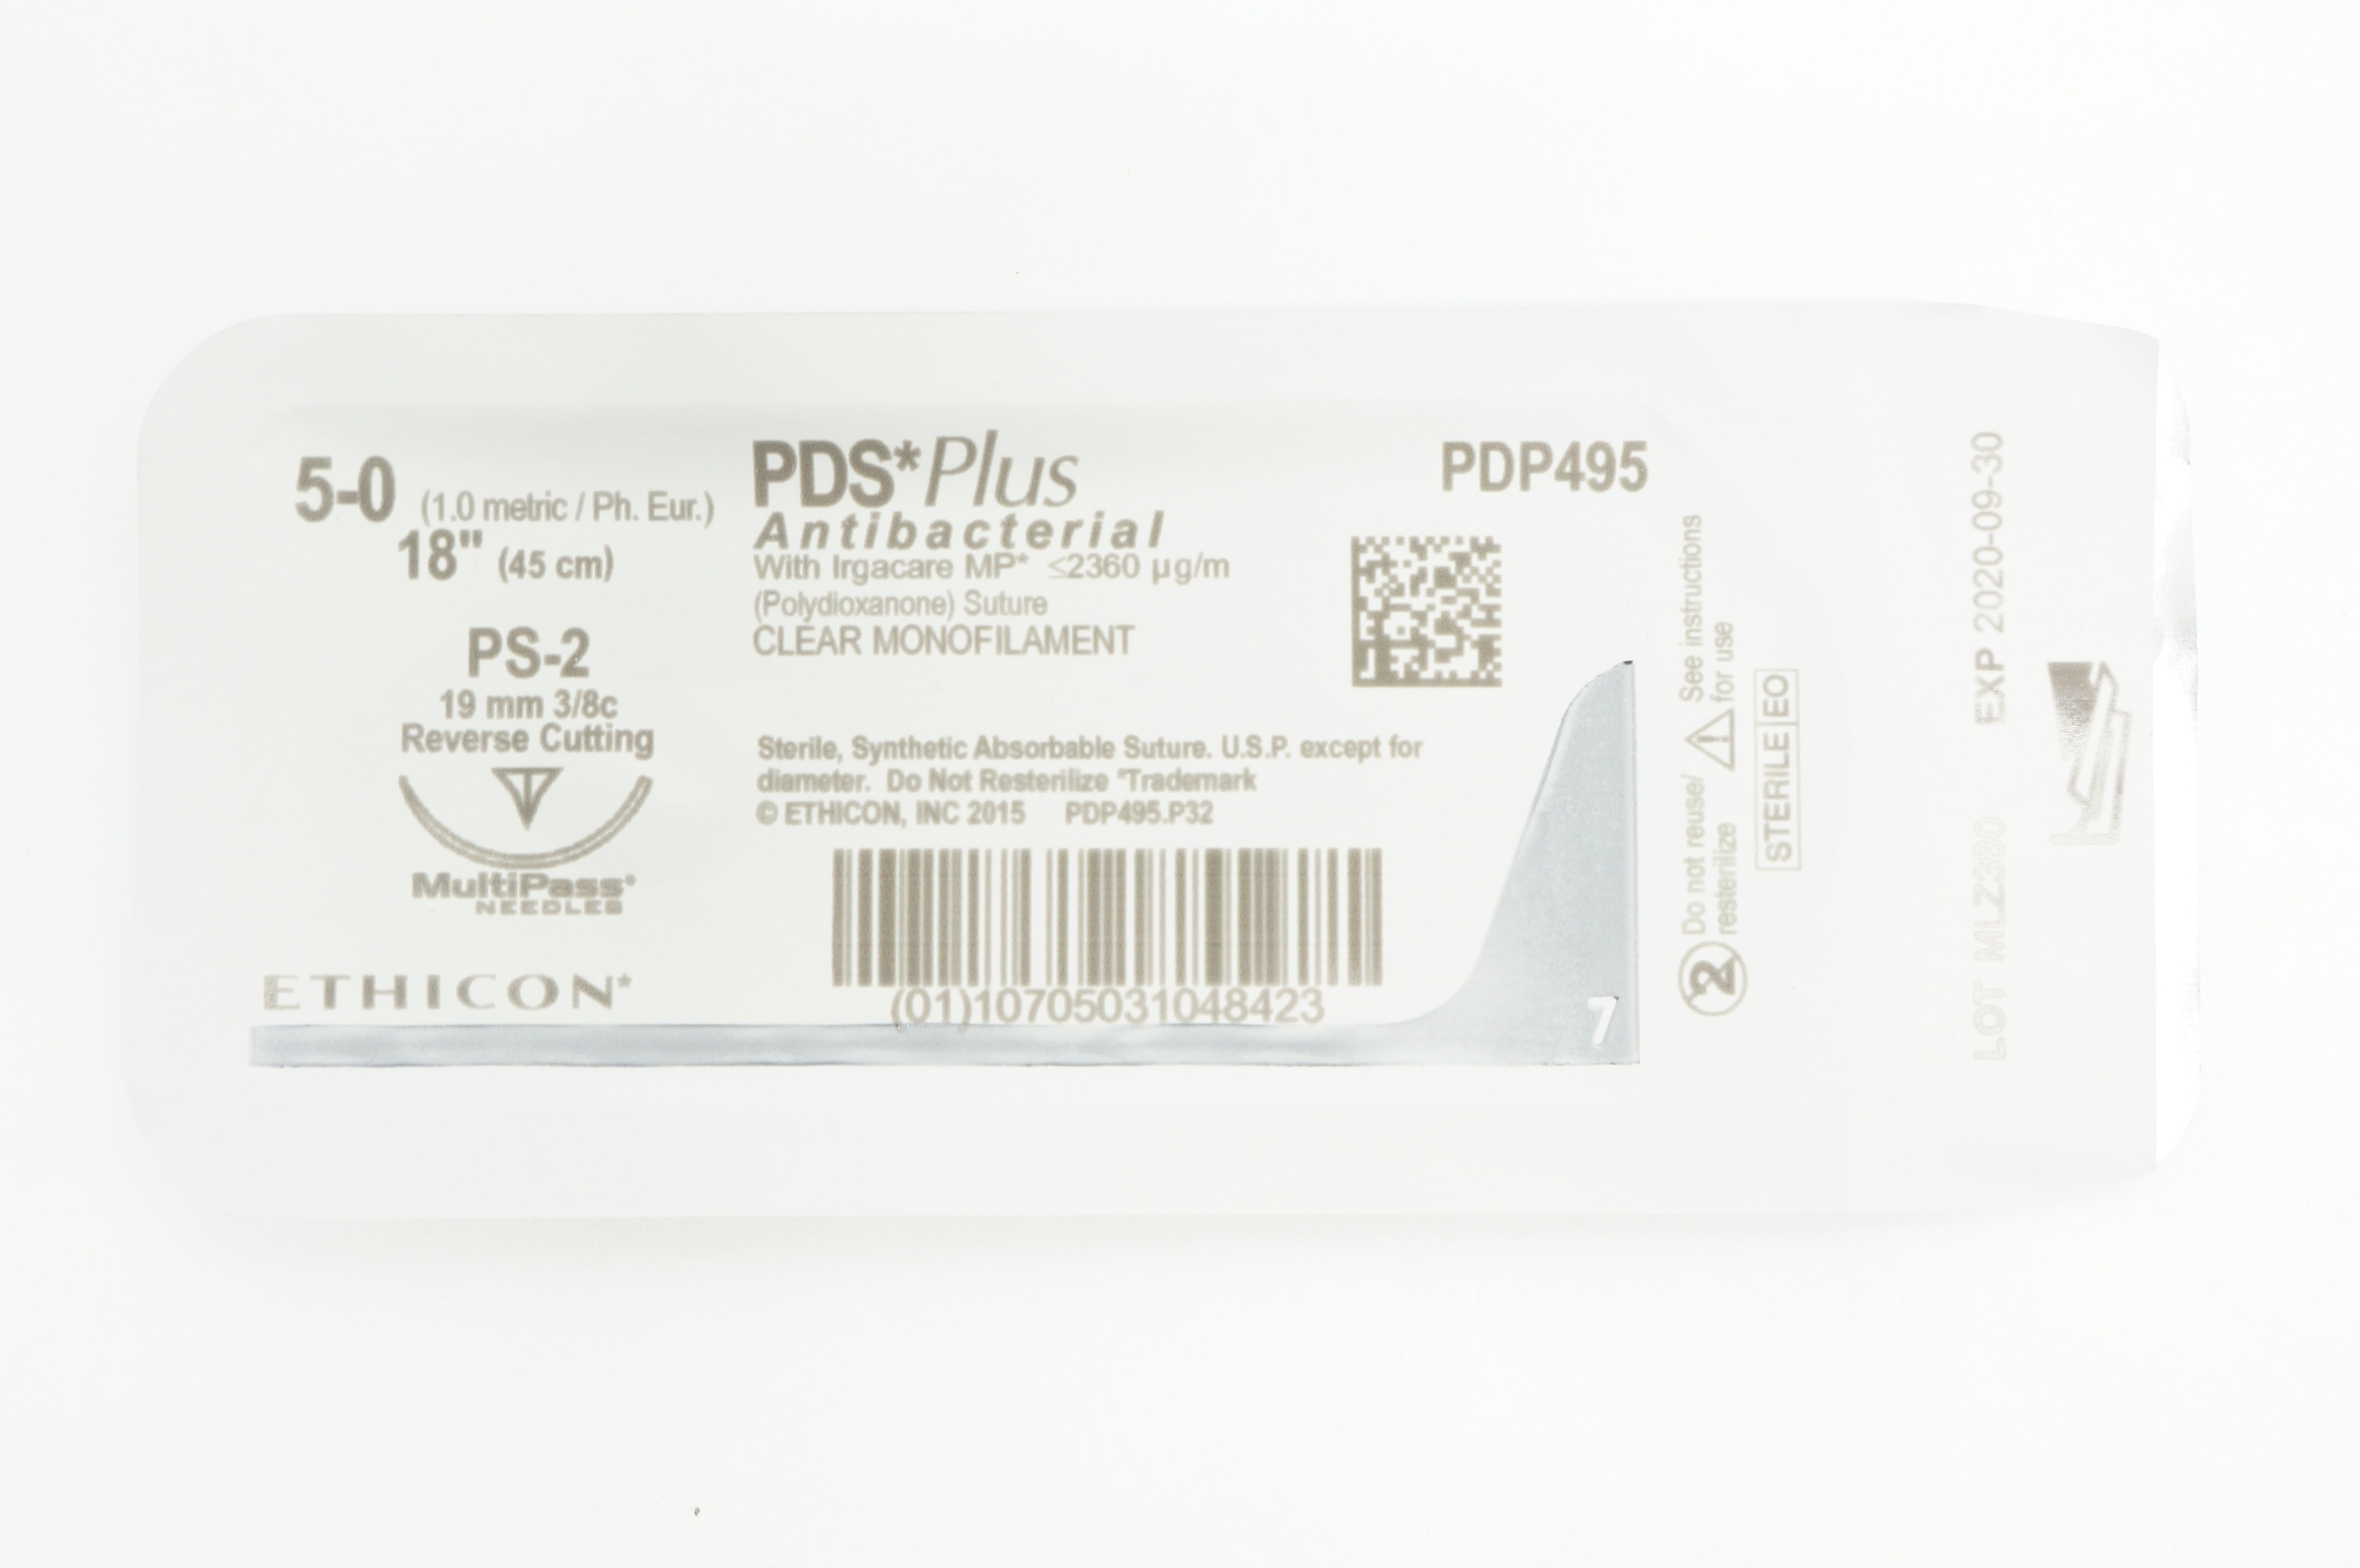 5-0 (1.0 metric / Ph. Eur.)
18" (45 cm)
PS-2
19 mm 3/8c
Reverse Cutting
MultiPass*
NEEDLES
ETHICON*
PDS*Plus
Antibacterial
With Irgacare MP* ≤2360 µg/m
(Polydioxanone) Suture
CLEAR MONOFILAMENT
PDP495
Sterile, Synthetic Absorbable Suture. U.S.P. except for
diameter. Do Not Resterilize *Trademark
© ETHICON, INC 2015 PDP495.P32
(01)10705031048423
7
2 Do not reuse/
resterilize
See instructions
for use
STERILE EO
EXP 2020-09-30
LOT